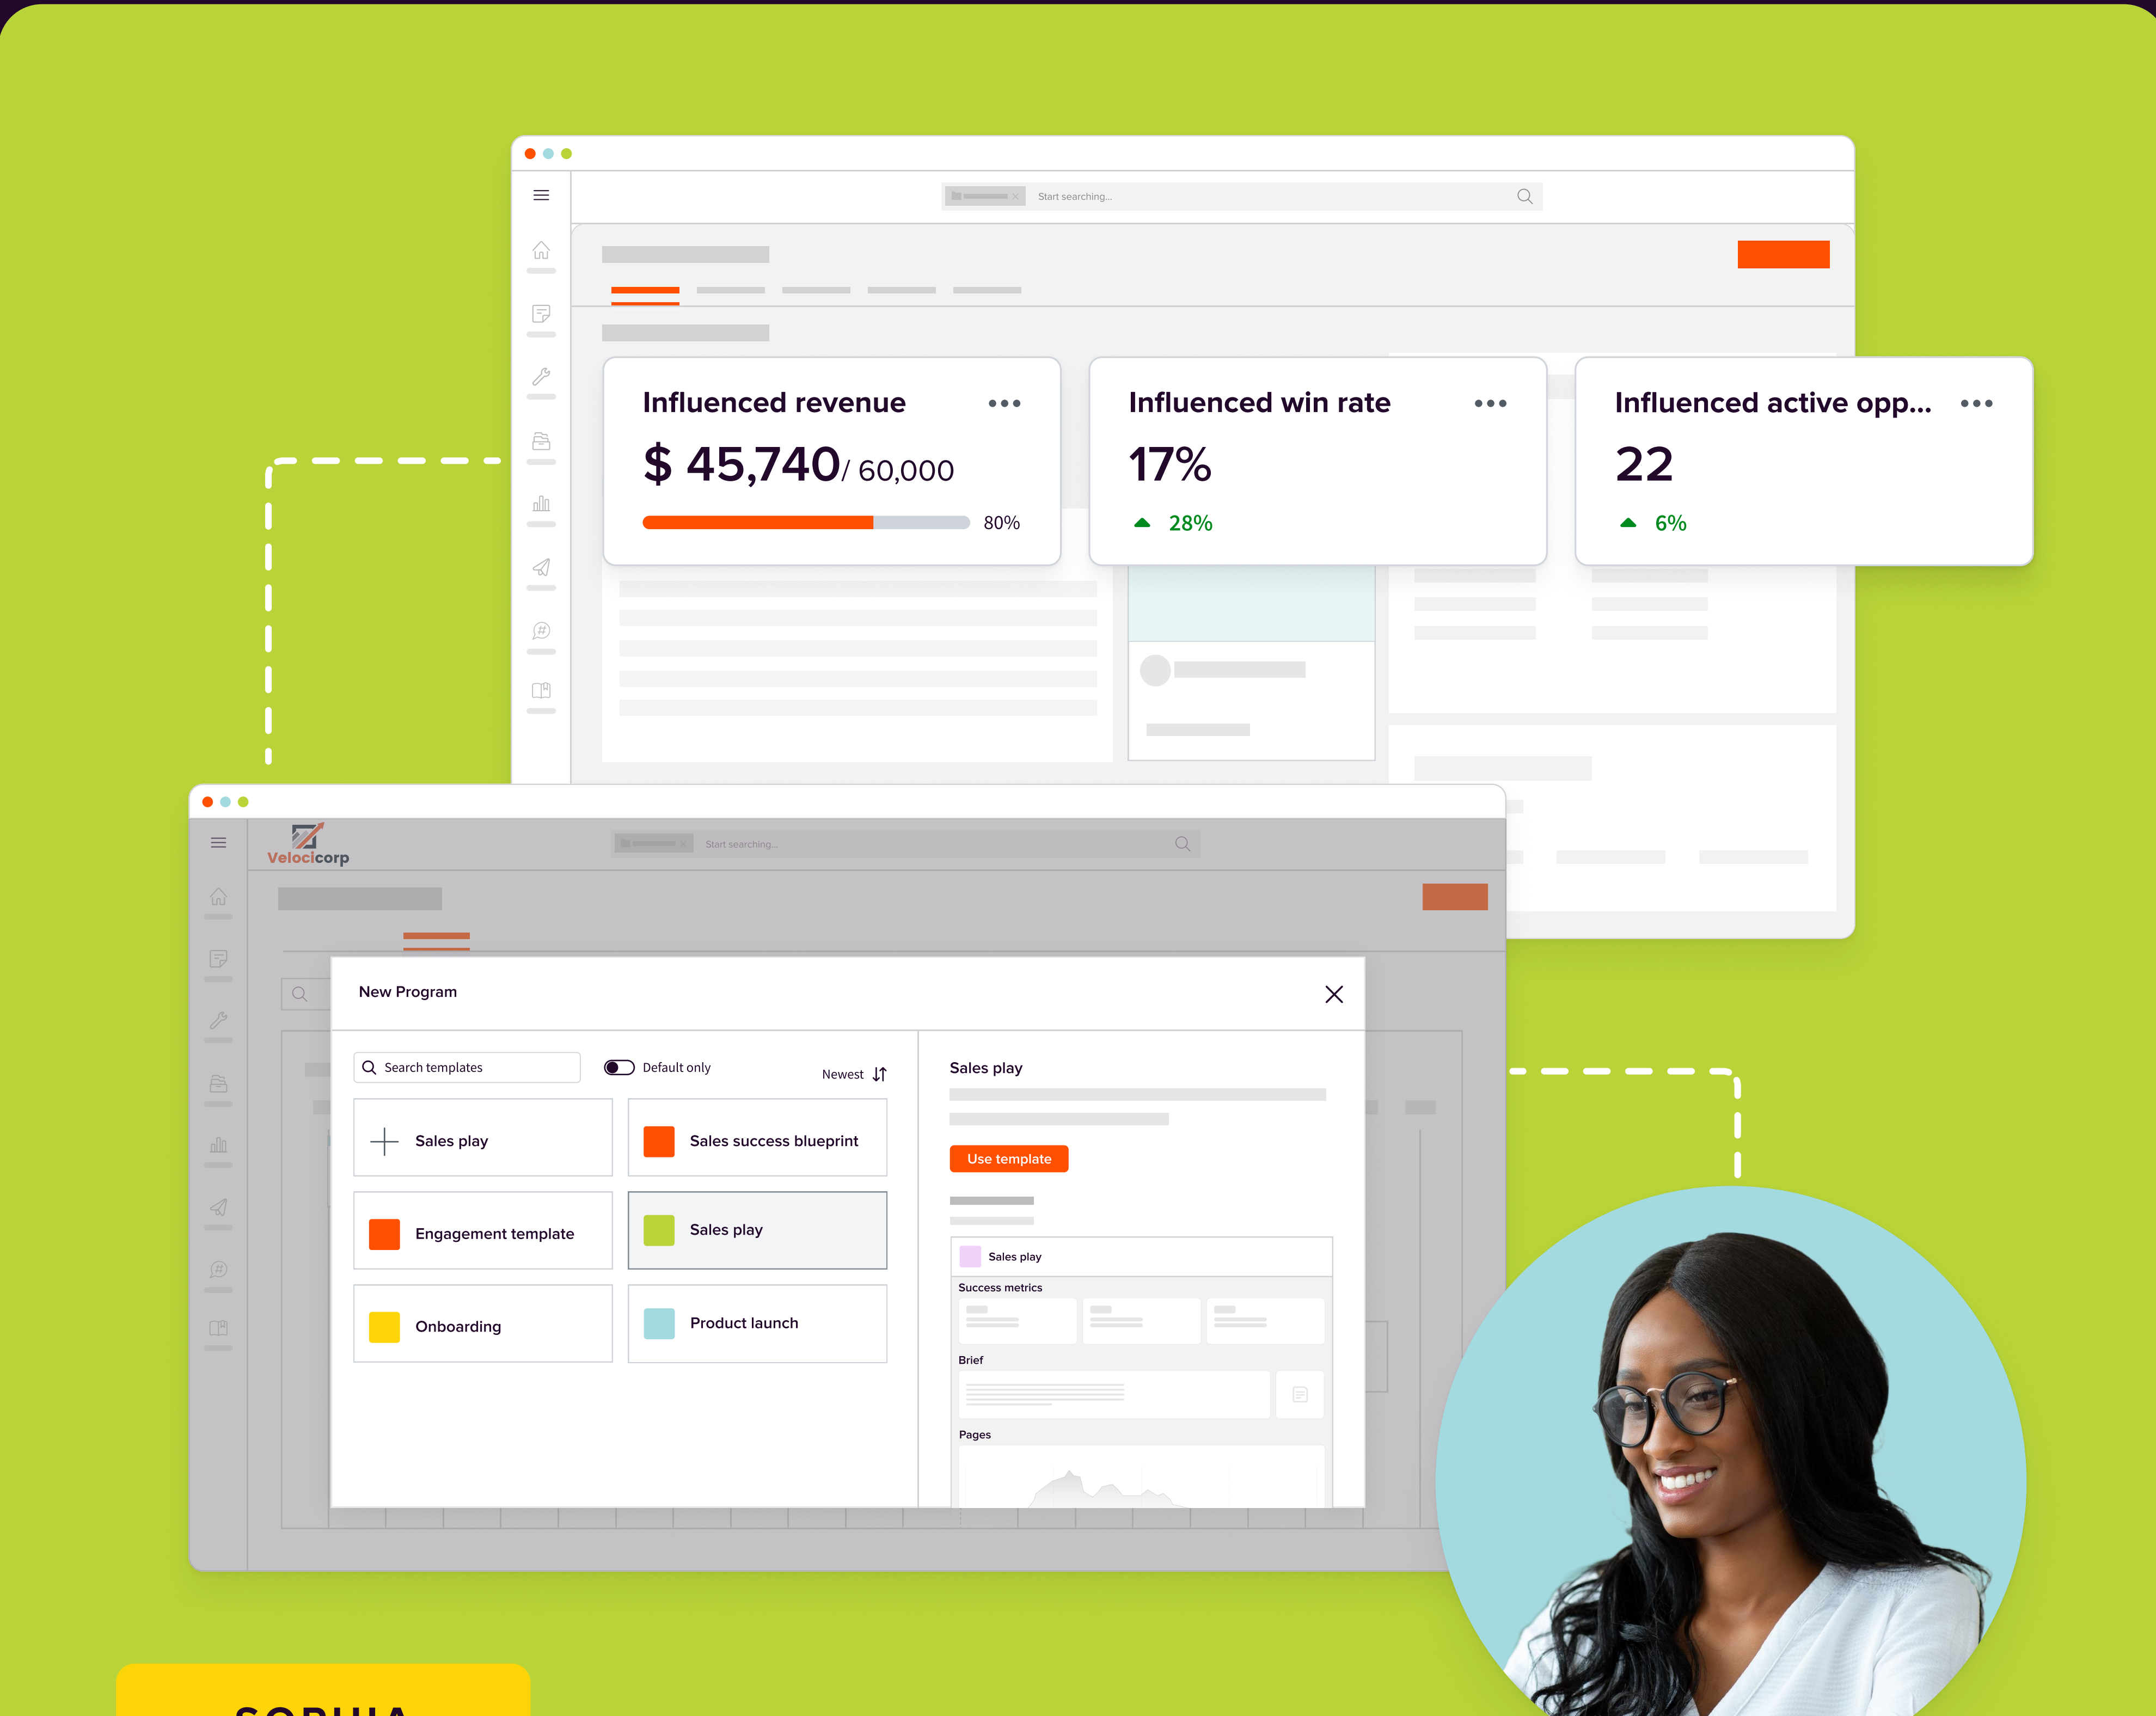 Start searching...
Influenced revenue
$ 45,740/ 60,000
80%
Influenced win rate
17%
28%
Influenced active opp...
22
6%
Velocicorp
Start searching...
New Program
Search templates
Default only
Newest
Sales play
Sales success blueprint
Engagement template
Sales play
Onboarding
Product launch
Sales play
Use template
Sales play
Success metrics
Brief
Pages
SOPHIA